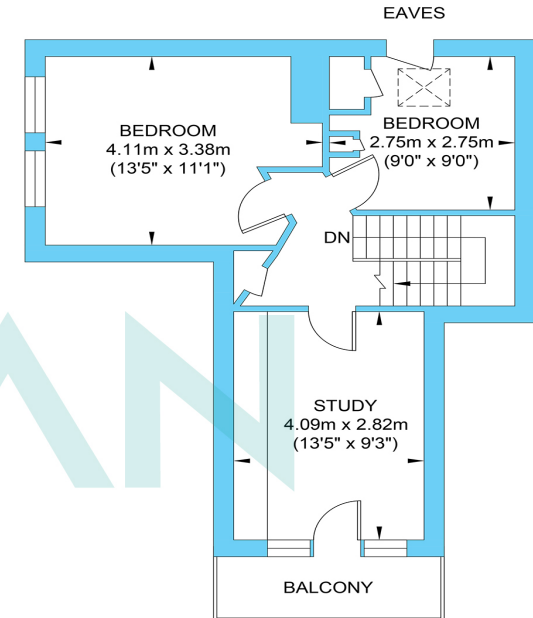 EAVES
BEDROOM
4.11m x 3.38m
(13'5" x 11'1")
BEDROOM
2.75m x 2.75m
(9'0" x 9'0")
DN
STUDY
4.09m x 2.82m
(13'5" x 9'3")
BALCONY
AN